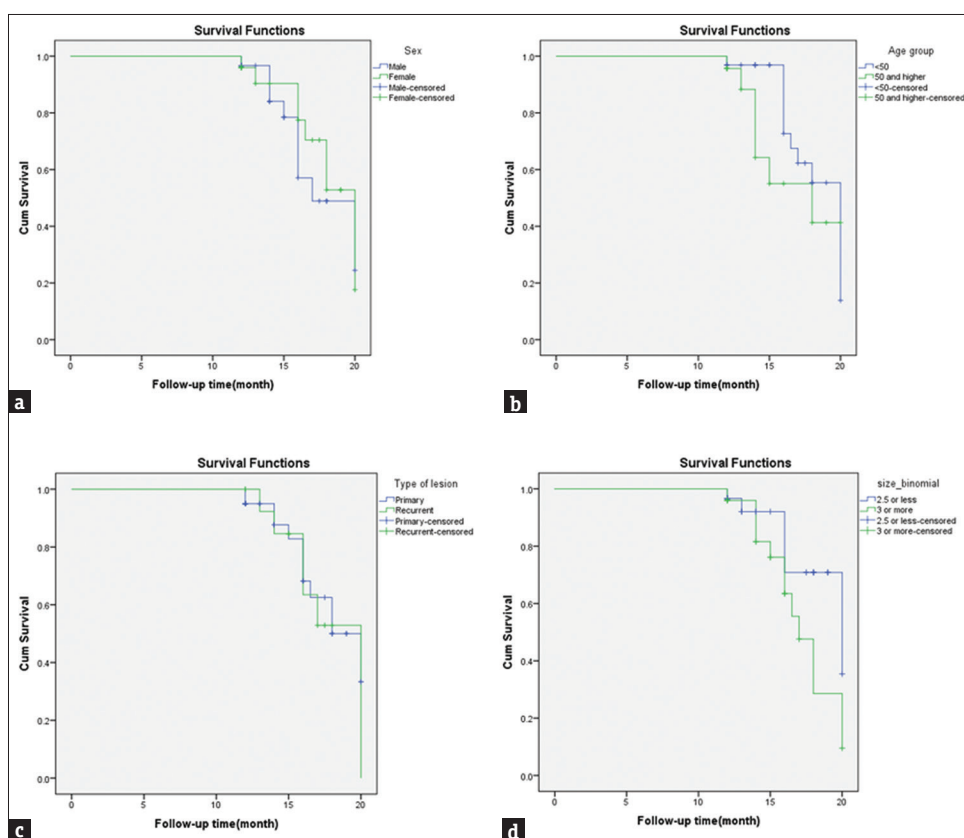 Survival Functions
Sex
Male
Female
Male-censored
Female-censored
Cum Survival
1.0
0.8
0.6
0.4
0.2
0.0
0 5 10 15 20
Follow-up time(month)
a
Survival Functions
Age group
<50
50 and higher
<50-censored
50 and higher-censored
Cum Survival
1.0
0.8
0.6
0.4
0.2
0.0
0 5 10 15 20
Follow-up time(month)
b
Survival Functions
Type of lesion
Primary
Recurrent
Primary-censored
Recurrent-censored
Cum Survival
1.0
0.8
0.6
0.4
0.2
0.0
0 5 10 15 20
Follow-up time(month)
c
Survival Functions
size_binomial
2.5 or less
3 or more
2.5 or less-censored
3 or more-censored
Cum Survival
1.0
0.8
0.6
0.4
0.2
0.0
0 5 10 15 20
Follow-up time(month)
d